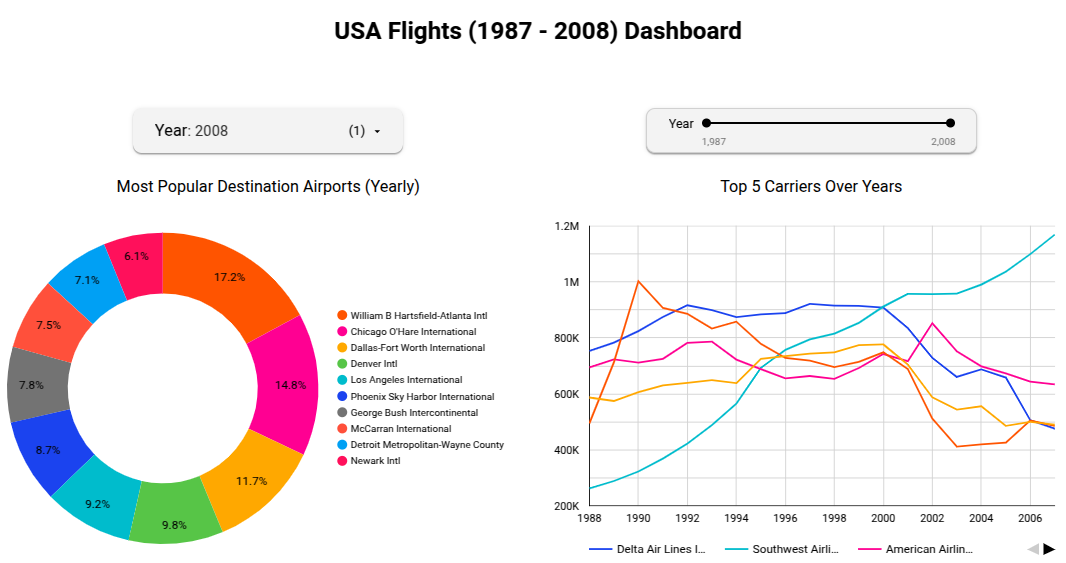 USA Flights (1987 - 2008) Dashboard
Year: 2008 (1)
Year
1,987 2,008
Most Popular Destination Airports (Yearly)
Top 5 Carriers Over Years
17.2%
14.8%
11.7%
9.8%
9.2%
8.7%
7.8%
7.5%
7.1%
6.1%
William B Hartsfield-Atlanta Intl
Chicago O'Hare International
Dallas-Fort Worth International
Denver Intl
Los Angeles International
Phoenix Sky Harbor International
George Bush Intercontinental
McCarran International
Detroit Metropolitan-Wayne County
Newark Intl
1.2M
1M
800K
600K
400K
200K
1988 1990 1992 1994 1996 1998 2000 2002 2004 2006
Delta Air Lines I... Southwest Airli... American Airlin...